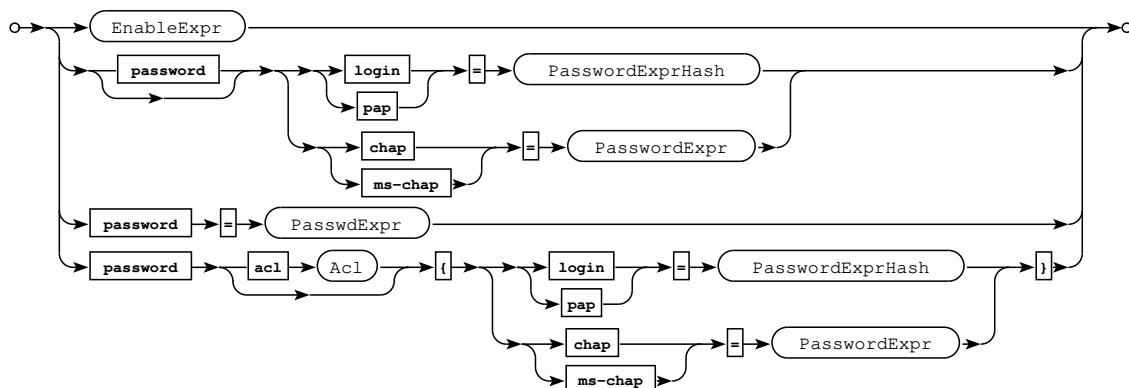 EnableExpr
password login = PasswordExprHash
pap
chap = PasswordExpr
ms-chap
password = PasswdExpr
password acl Acl { login = PasswordExprHash }
pap
chap = PasswordExpr
ms-chap